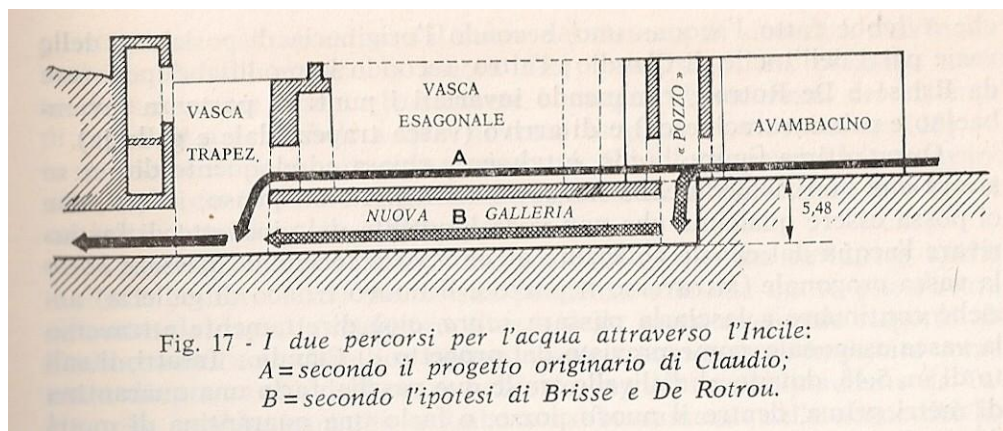 VASCA
TRAPEZ.
VASCA
ESAGONALE
POZZO
AVAMBACINO
A
NUOVA B GALLERIA
5,48
Fig. 17 - I due percorsi per l'acqua attraverso l'Incile:
A = secondo il progetto originario di Claudio;
B = secondo l'ipotesi di Brisse e De Rotrou.